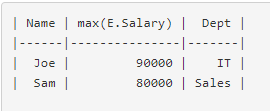 | Name | max(E.Salary) | Dept |
|------|---------------|-------|
| Joe | 90000 | IT |
| Sam | 80000 | Sales |